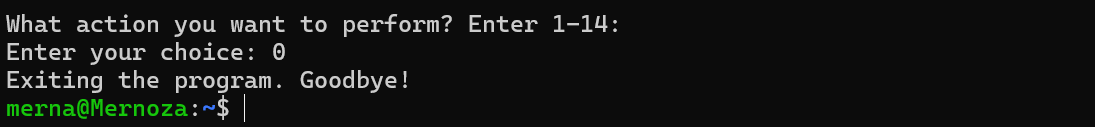 What action you want to perform? Enter 1-14:
Enter your choice: 0
Exiting the program. Goodbye!
merna@Mernoza:~$